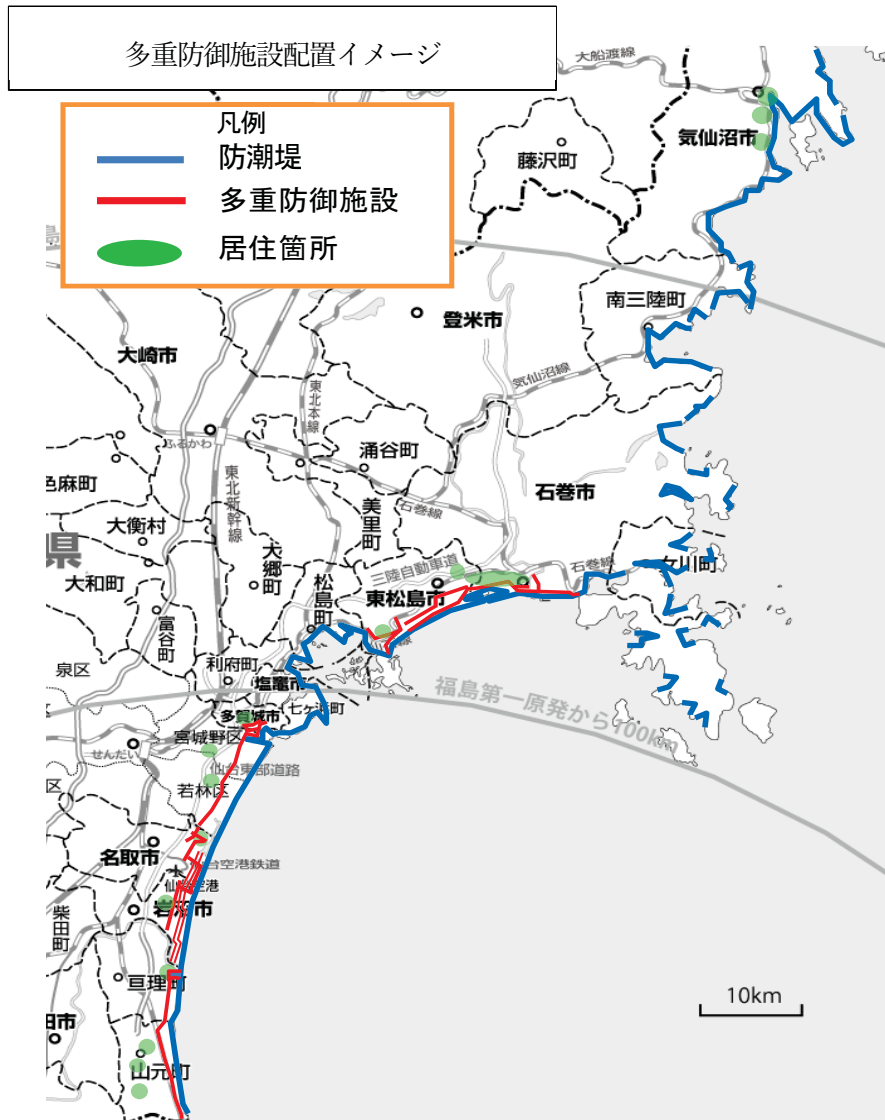 多重防御施設配置イメージ
凡例
防潮堤
多重防御施設
居住箇所
大船渡線
気仙沼市
藤沢町
島
南三陸町
登米市
大崎市
気仙沼線
東北本線
ふるかわ
涌谷町
色麻町
東北新幹線
石巻線
石巻市
美里町
大衡村
県
大郷町
三陸自動車道
石巻線
女川町
大和町
松島町
東松島市
富谷町
線
利府町
泉区
塩竈市
福島第一原発から100km
七ヶ浜町
多賀城市
区
宮城野区
せんだい
仙台東部道路
区
若林区
名取市
台空港鉄道
仙台空港
岩沼市
柴田町
亘理町
10km
田市
山元町